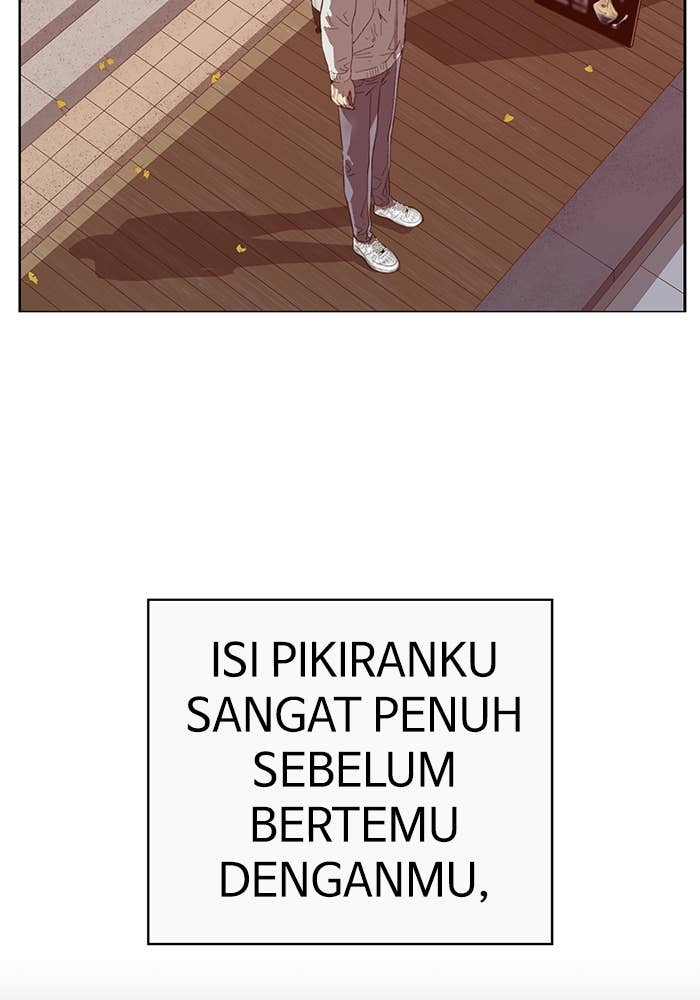 ISI PIKIRANKU
SANGAT PENUH
SEBELUM
BERTEMU
DENGANMU,